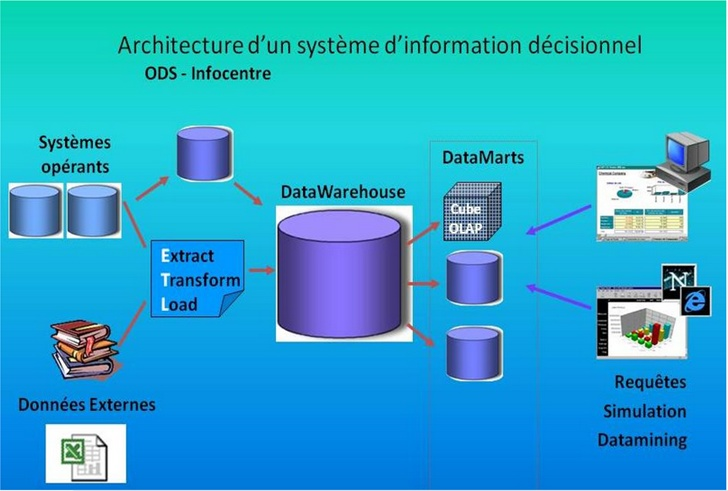 Architecture d'un système d'information décisionnel
ODS - Infocentre
Systèmes
opérants
DataWarehouse
DataMarts
Cube
OLAP
Extract
Transform
Load
Données Externes
Requêtes
Simulation
Datamining